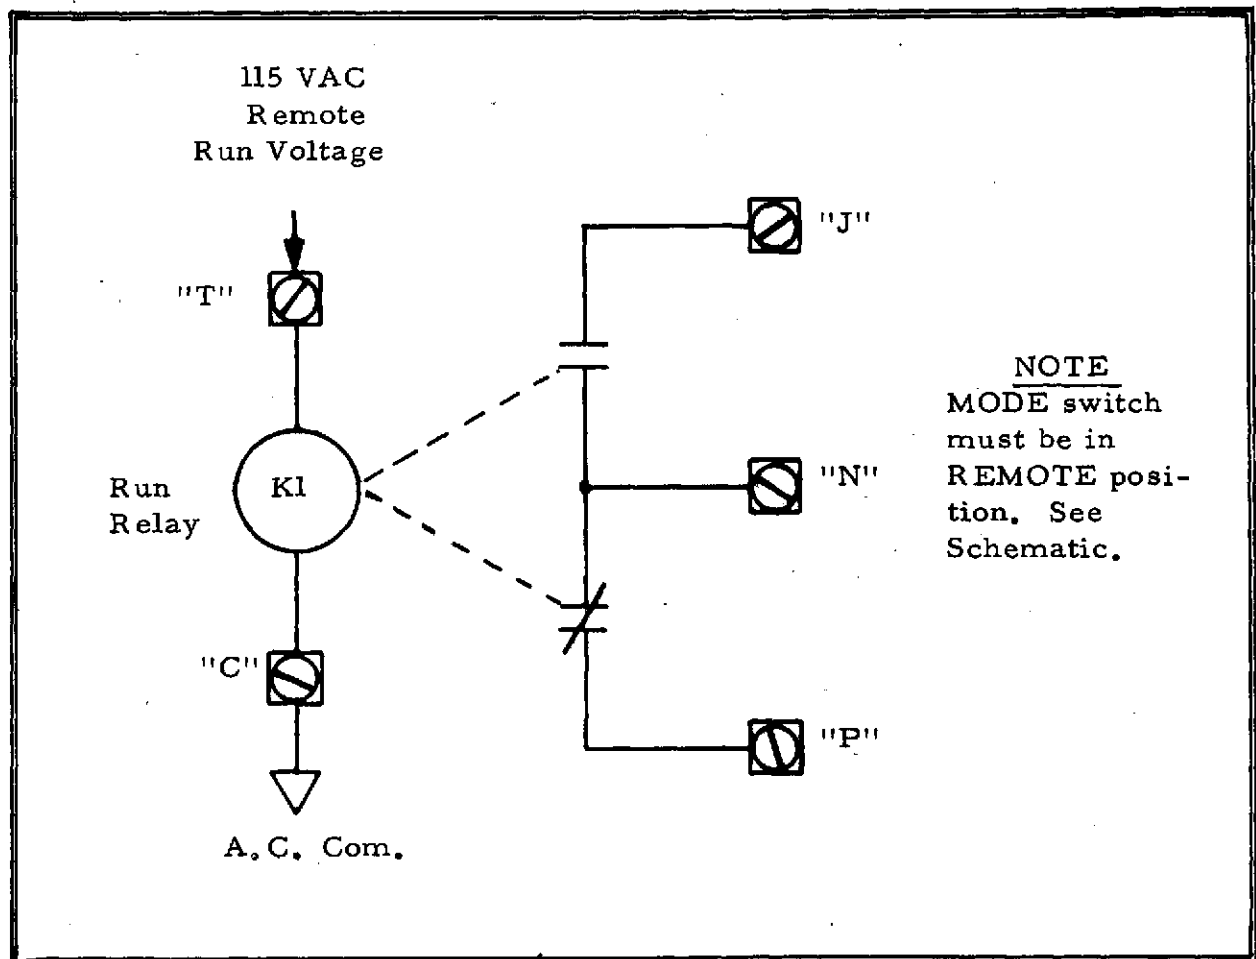 115 VAC
Remote
Run Voltage
"T"
"J"
Run
Relay
K1
"N"
NOTE
MODE switch
must be in
REMOTE posi-
tion. See
Schematic.
"C"
"P"
A.C. Com.